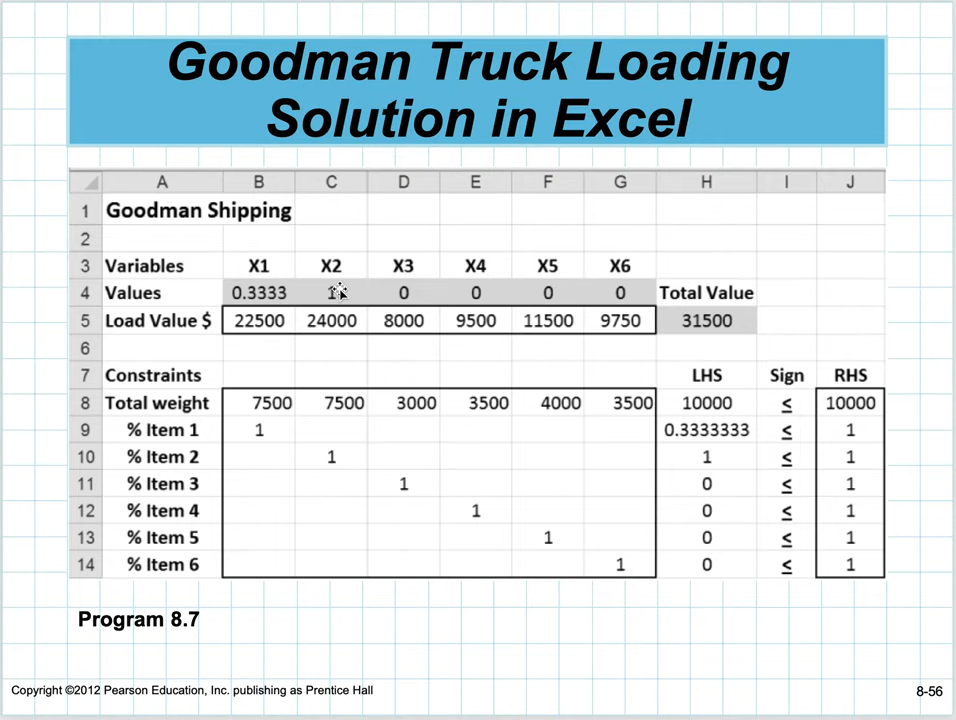 Goodman Truck Loading
Solution in Excel
A B C D E F G H I J
1 Goodman Shipping
2
3 Variables X1 X2 X3 X4 X5 X6
4 Values 0.3333 1 0 0 0 0 Total Value
5 Load Value $ 22500 24000 8000 9500 11500 9750 31500
6
7 Constraints LHS Sign RHS
8 Total weight 7500 7500 3000 3500 4000 3500 10000 ≤ 10000
9 % Item 1 1 0.3333333 ≤ 1
10 % Item 2 1 1 ≤ 1
11 % Item 3 1 0 ≤ 1
12 % Item 4 1 0 ≤ 1
13 % Item 5 1 0 ≤ 1
14 % Item 6 1 0 ≤ 1
Program 8.7
Copyright ©2012 Pearson Education, Inc. publishing as Prentice Hall 8-56